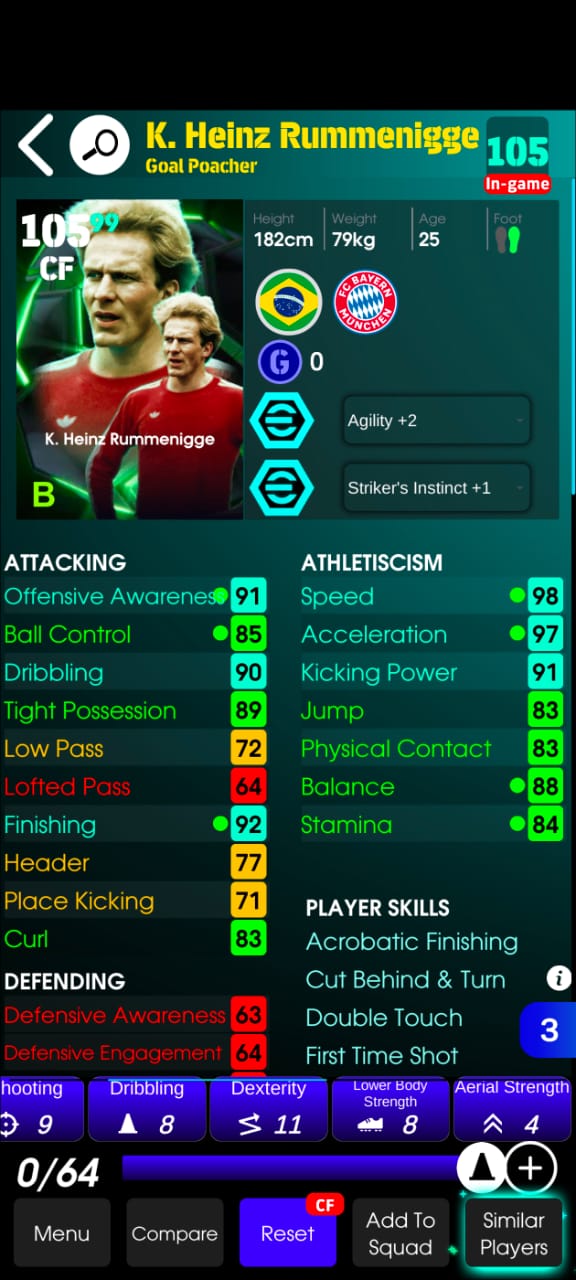 K. Heinz Rummenigge
Goal Poacher
105
In-game
105 99
CF
K. Heinz Rummenigge
B
Height
182cm
Weight
79kg
Age
25
Foot
FC BAYERN
MÜNCHEN
G 0
Agility +2
Striker's Instinct +1
ATTACKING
Offensive Awareness 91
Ball Control 85
Dribbling 90
Tight Possession 89
Low Pass 72
Lofted Pass 64
Finishing 92
Header 77
Place Kicking 71
Curl 83
DEFENDING
Defensive Awareness 63
Defensive Engagement 64
ATHLETISCISM
Speed 98
Acceleration 97
Kicking Power 91
Jump 83
Physical Contact 83
Balance 88
Stamina 84
PLAYER SKILLS
Acrobatic Finishing
Cut Behind & Turn
Double Touch
First Time Shot
i
3
hooting
9
Dribbling
8
Dexterity
11
Lower Body
Strength
8
Aerial Strength
4
0/64
Menu
Compare
Reset
CF
Add To
Squad
Similar
Players